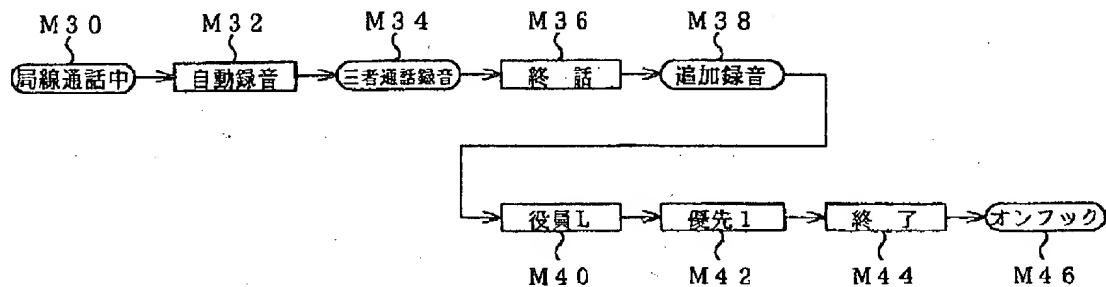 M30 M32 M34 M36 M38
局線通話中 自動録音 三者通話録音 終 話 追加録音
役員L 優先1 終 了 オンフック
M40 M42 M44 M46